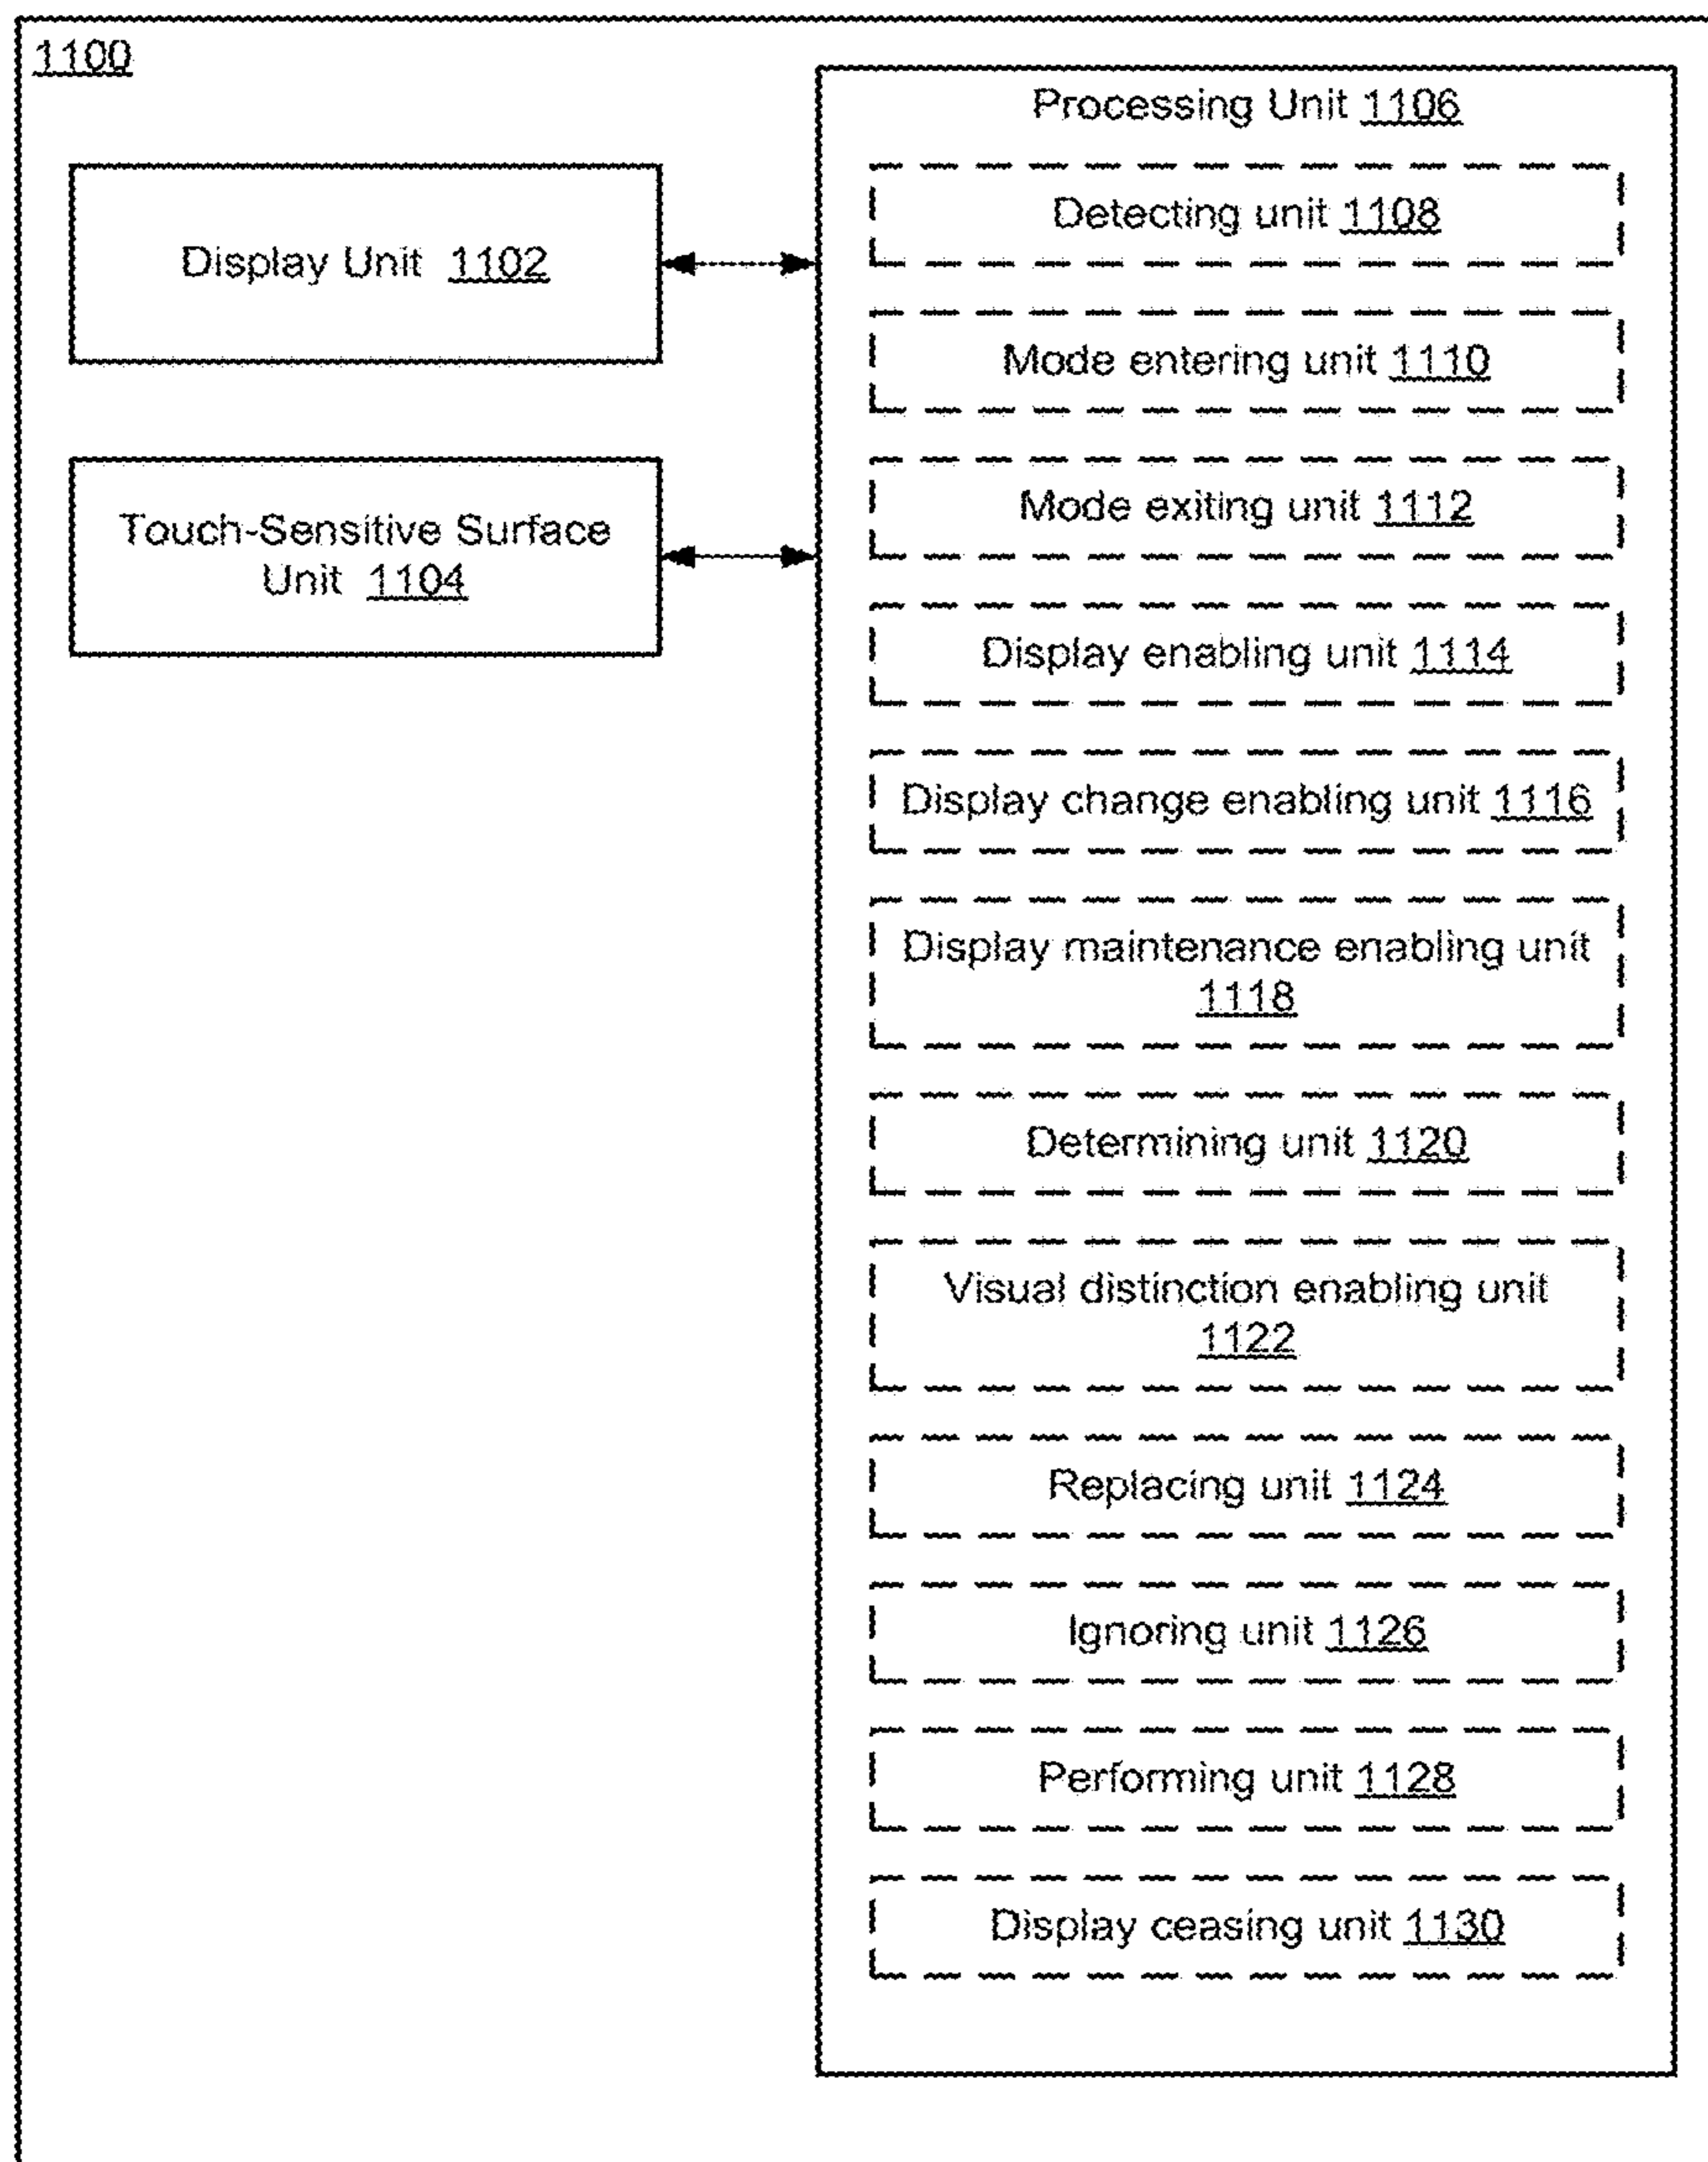 1100
Processing Unit 1106
Display Unit 1102
Touch-Sensitive Surface
Unit 1104
Detecting unit 1108
Mode entering unit 1110
Mode exiting unit 1112
Display enabling unit 1114
Display change enabling unit 1116
Display maintenance enabling unit
1118
Determining unit 1120
Visual distinction enabling unit
1122
Replacing unit 1124
Ignoring unit 1126
Performing unit 1128
Display ceasing unit 1130